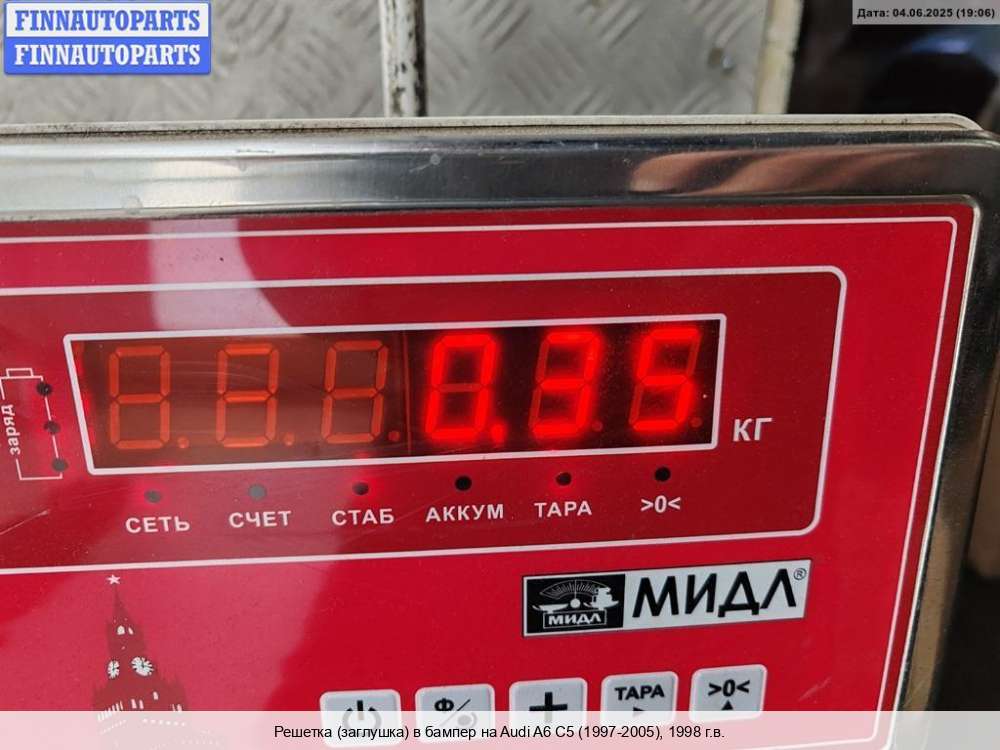 FINNAUTOPARTS
FINNAUTOPARTS
Дата: 04.06.2025 (19:06)
0.35
КГ
заряд
СЕТЬ СЧЕТ СТАБ АККУМ ТАРА >0<
МИДЛ
МИДЛ®
Ф ТАРА >0<
Решетка (заглушка) в бампер на Audi A6 C5 (1997-2005), 1998 г.в.